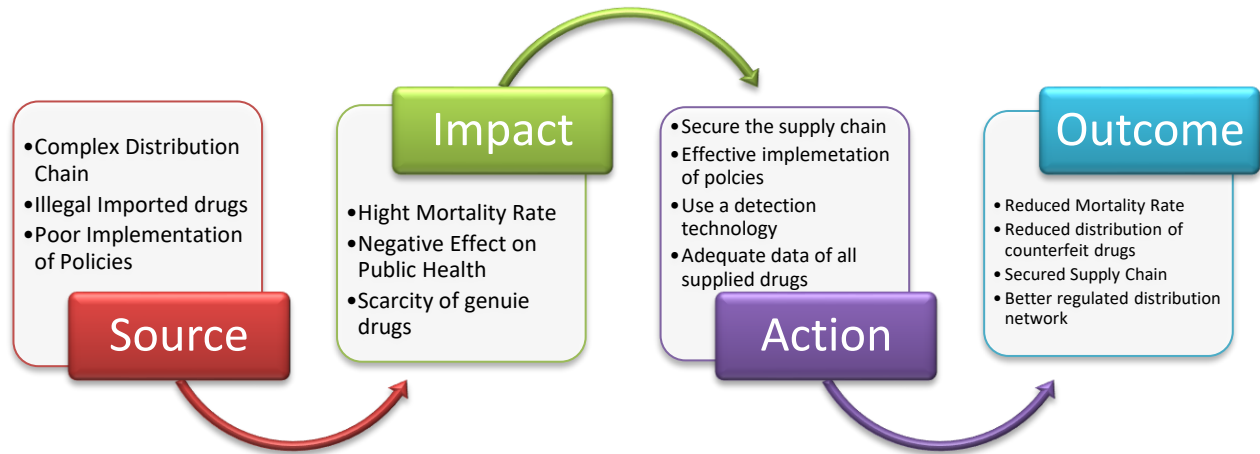 •Complex Distribution
Chain
•Illegal Imported drugs
•Poor Implementation
of Policies
Source
Impact
•Hight Mortality Rate
•Negative Effect on
Public Health
•Scarcity of genuie
drugs
•Secure the supply chain
•Effective implemetation
of polcies
•Use a detection
technology
•Adequate data of all
supplied drugs
Action
Outcome
•Reduced Mortality Rate
•Reduced distribution of
counterfeit drugs
•Secured Supply Chain
•Better regulated distribution
network